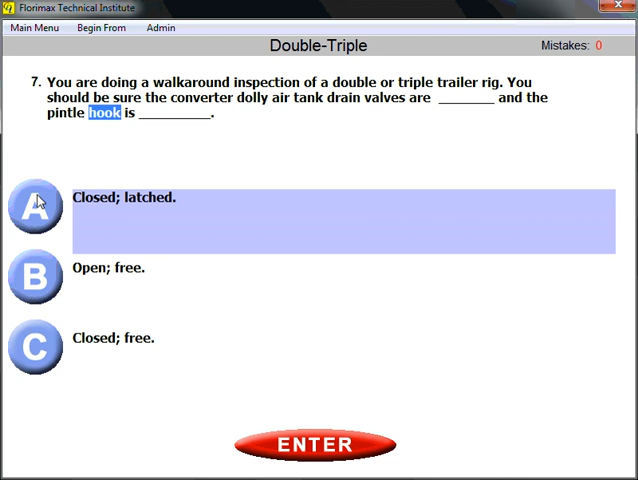 Florimax Technical Institute
Main Menu Begin From Admin
Double-Triple Mistakes: 0
7. You are doing a walkaround inspection of a double or triple trailer rig. You
should be sure the converter dolly air tank drain valves are _______ and the
pintle hook is _________.
A Closed; latched.
B Open; free.
C Closed; free.
ENTER